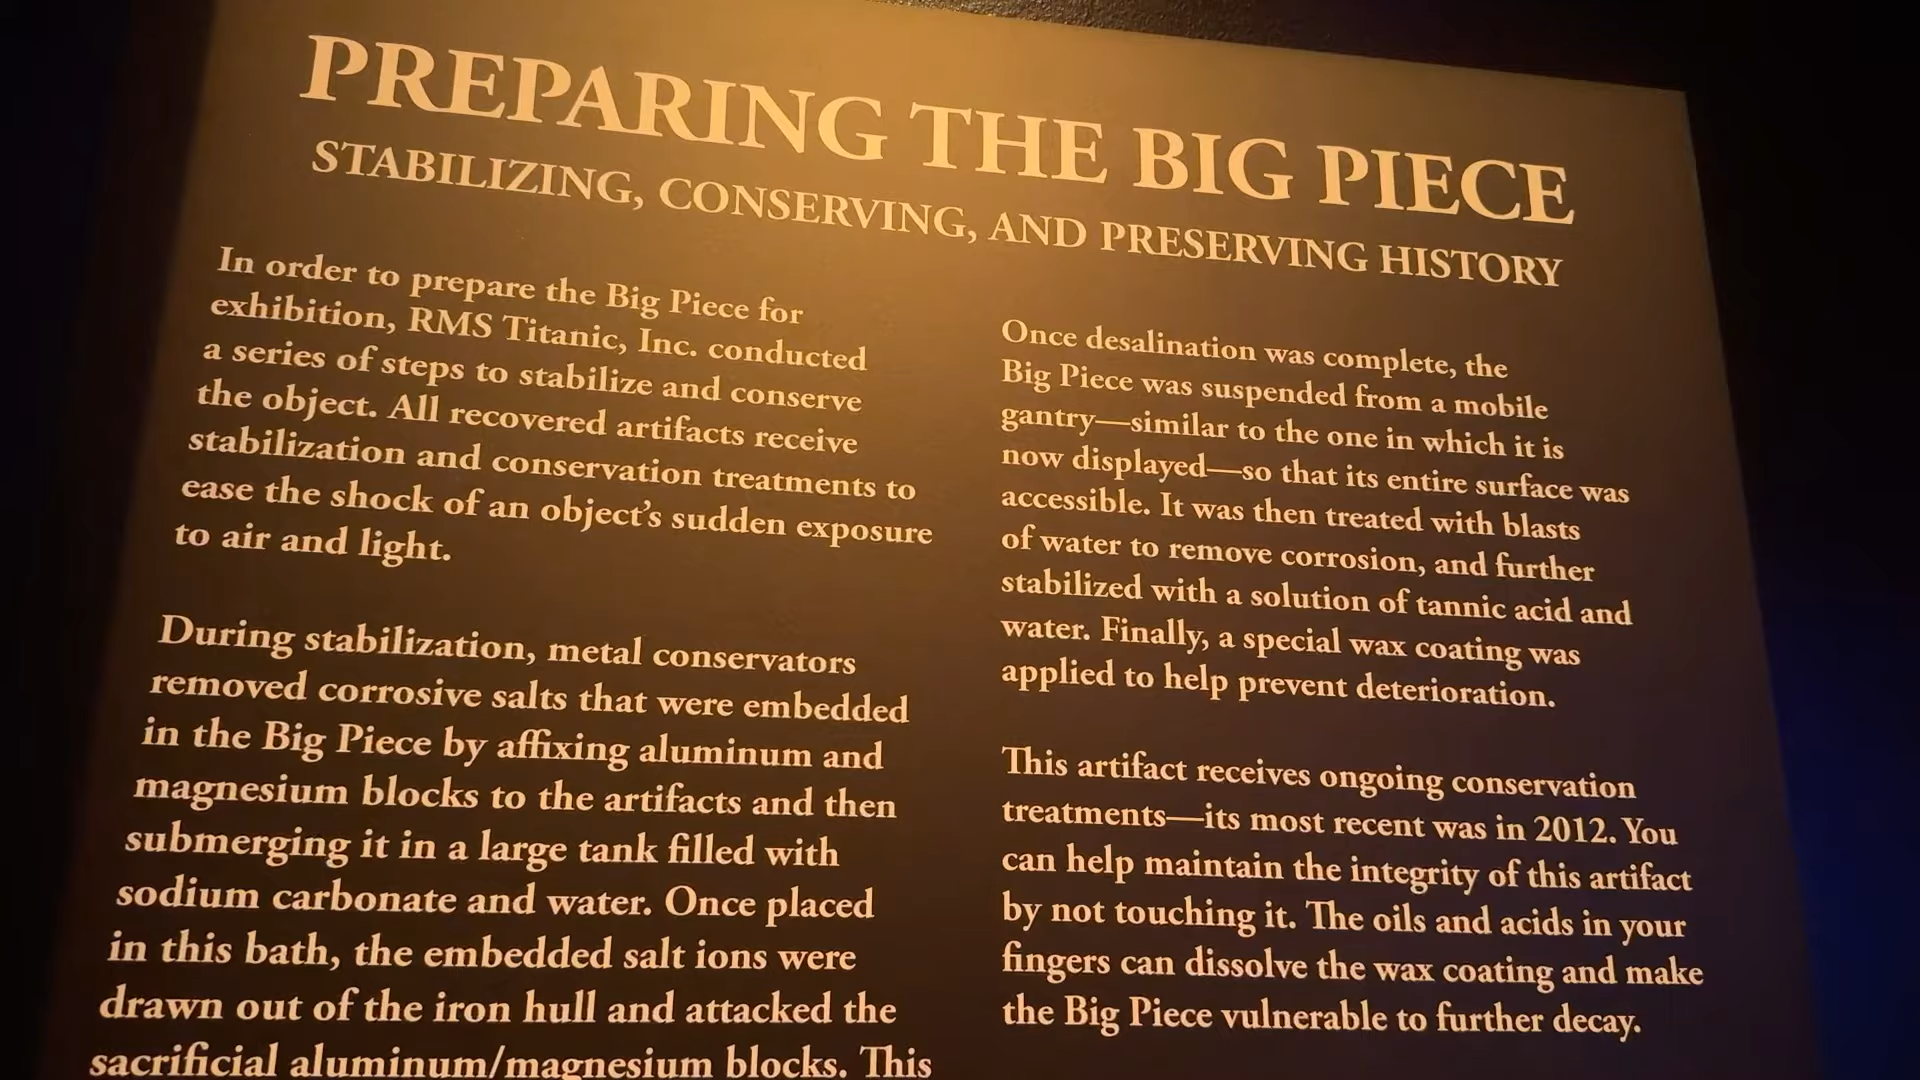 PREPARING THE BIG PIECE
STABILIZING, CONSERVING, AND PRESERVING HISTORY
In order to prepare the Big Piece for
exhibition, RMS Titanic, Inc. conducted
a series of steps to stabilize and conserve
the object. All recovered artifacts receive
stabilization and conservation treatments to
ease the shock of an object’s sudden exposure
to air and light.
During stabilization, metal conservators
removed corrosive salts that were embedded
in the Big Piece by affixing aluminum and
magnesium blocks to the artifacts and then
submerging it in a large tank filled with
sodium carbonate and water. Once placed
in this bath, the embedded salt ions were
drawn out of the iron hull and attacked the
sacrificial aluminum/magnesium blocks. This
Once desalination was complete, the
Big Piece was suspended from a mobile
gantry—similar to the one in which it is
now displayed—so that its entire surface was
accessible. It was then treated with blasts
of water to remove corrosion, and further
stabilized with a solution of tannic acid and
water. Finally, a special wax coating was
applied to help prevent deterioration.
This artifact receives ongoing conservation
treatments—its most recent was in 2012. You
can help maintain the integrity of this artifact
by not touching it. The oils and acids in your
fingers can dissolve the wax coating and make
the Big Piece vulnerable to further decay.